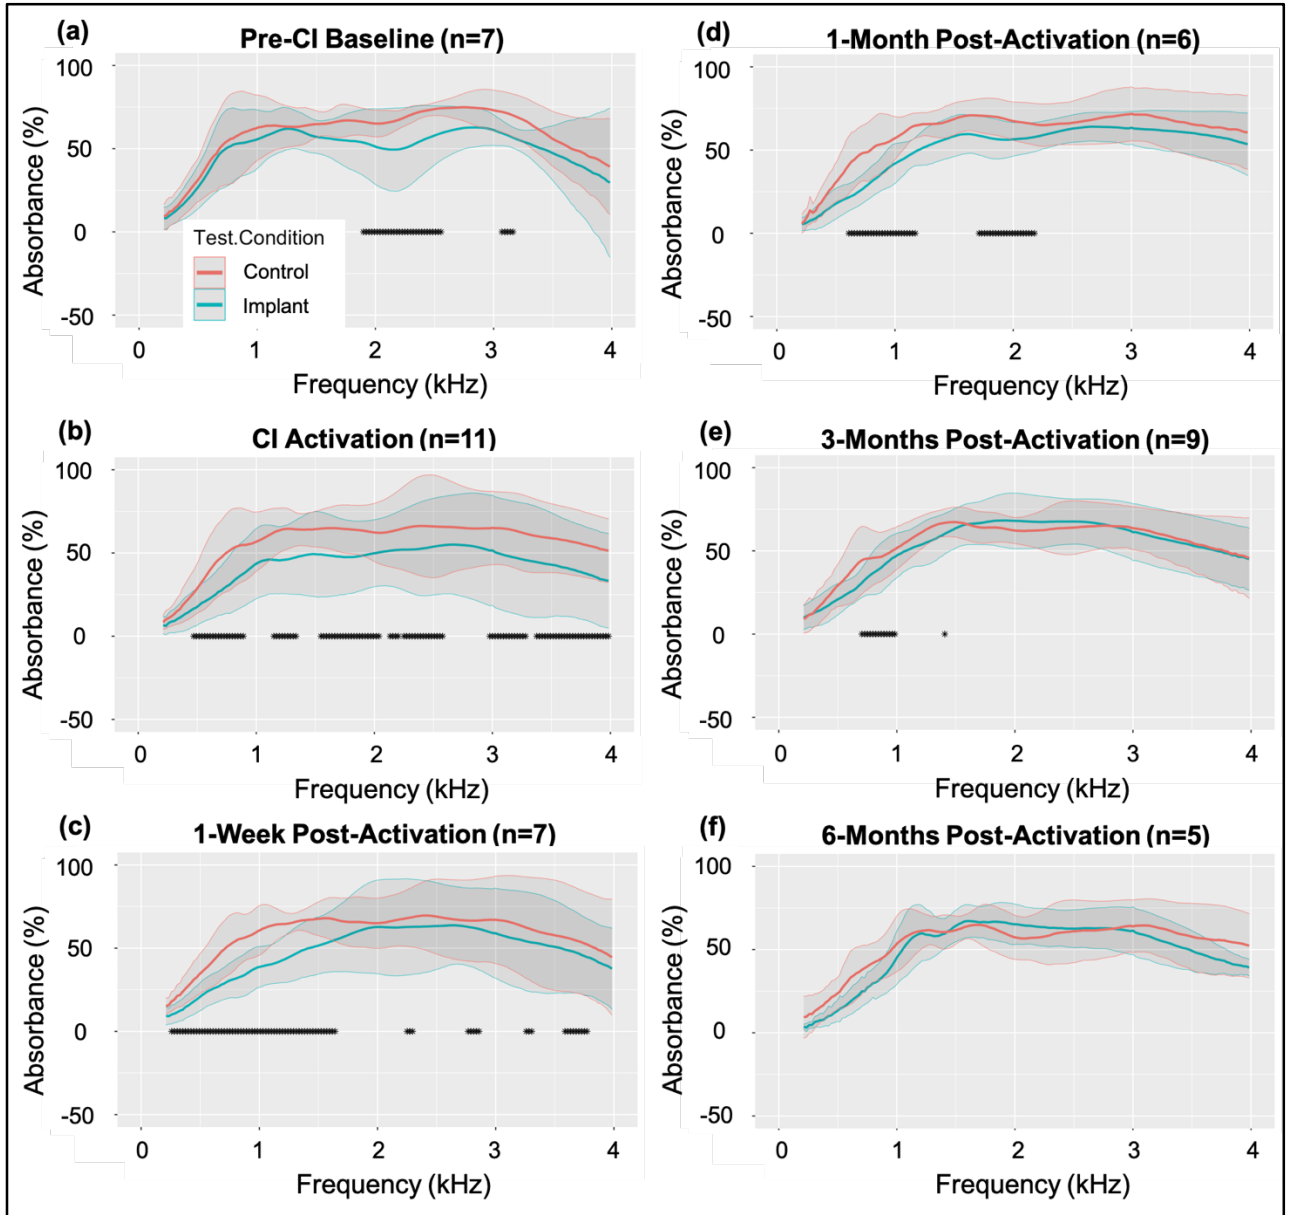 (a)
Pre-CI Baseline (n=7)
100
50
0
-50
Absorbance (%)
Test.Condition
Control
Implant
0 1 2 3 4
Frequency (kHz)
(b)
CI Activation (n=11)
100
50
0
-50
Absorbance (%)
0 1 2 3 4
Frequency (kHz)
(c)
1-Week Post-Activation (n=7)
100
50
0
-50
Absorbance (%)
0 1 2 3 4
Frequency (kHz)
(d)
1-Month Post-Activation (n=6)
100
50
0
-50
Absorbance (%)
0 1 2 3 4
Frequency (kHz)
(e)
3-Months Post-Activation (n=9)
100
50
0
-50
Absorbance (%)
0 1 2 3 4
Frequency (kHz)
(f)
6-Months Post-Activation (n=5)
100
50
0
-50
Absorbance (%)
0 1 2 3 4
Frequency (kHz)